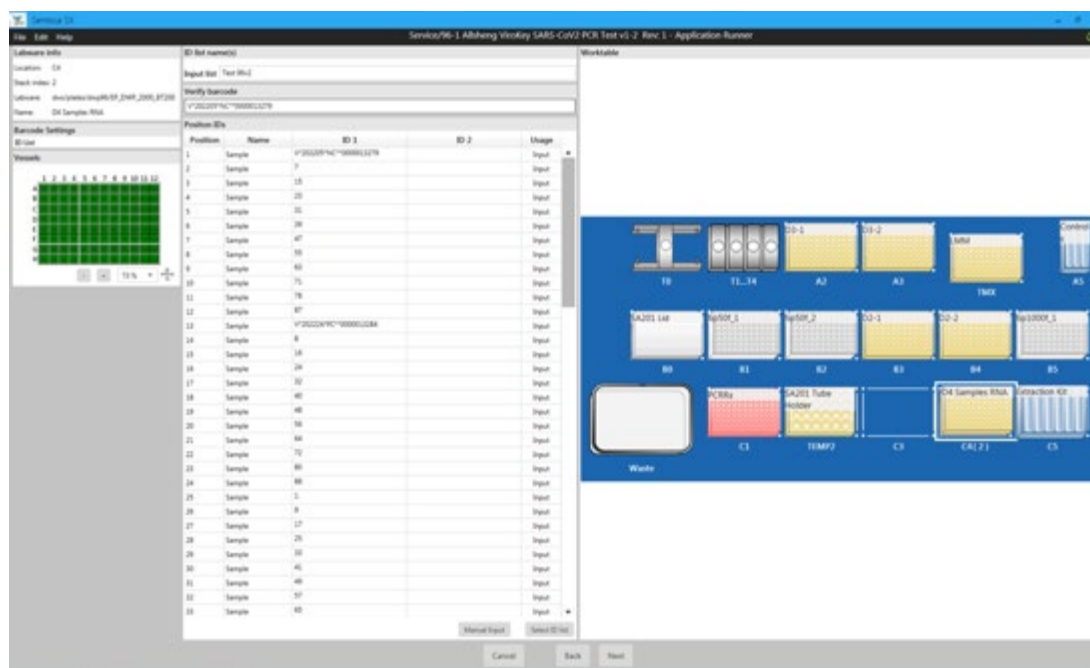 File Edit Help
Service/96-1 Allsheng ViroKey SARS-CoV2 PCR Test v1-2 Rev: 1 - Application Runner
Labware info
Location C4
Stack index 2
Labware
Name D4 Samples RNA
Barcode Settings
ID Use
Vessels
1 2 3 4 5 6 7 8 9 10 11 12
A
B
C
D
E
F
G
H
ID list name(s)
Input list Test 96v2
Verify barcode
Position IDs
Position Name ID 1 ID 2 Usage
1 Sample Input
2 Sample 7 Input
3 Sample 15 Input
4 Sample 23 Input
5 Sample 31 Input
6 Sample 39 Input
7 Sample 47 Input
8 Sample 55 Input
9 Sample 63 Input
10 Sample 71 Input
11 Sample Input
12 Sample 87 Input
13 Sample Input
14 Sample 8 Input
15 Sample 16 Input
16 Sample 24 Input
17 Sample 32 Input
18 Sample 40 Input
19 Sample 48 Input
20 Sample 56 Input
21 Sample 64 Input
22 Sample 72 Input
23 Sample 80 Input
24 Sample 88 Input
25 Sample 1 Input
26 Sample 9 Input
27 Sample 17 Input
28 Sample 25 Input
29 Sample 33 Input
30 Sample 41 Input
31 Sample 49 Input
32 Sample 57 Input
33 Sample 65 Input
Manual Input Select ID list
Cancel Back Next
Worktable
D3-1 D3-2 LMM Control
T0 T1...T4 A2 A3 TMX A5
SA201 List tip50f_1 tip50f_2 D2-1 D2-2 tip1000f_1
B0 B1 B2 B3 B4 B5
PCRRx SA201 Tube Holder D4 Samples RNA Extraction Kit
Waste C1 TEMP2 C3 C4(2) C5